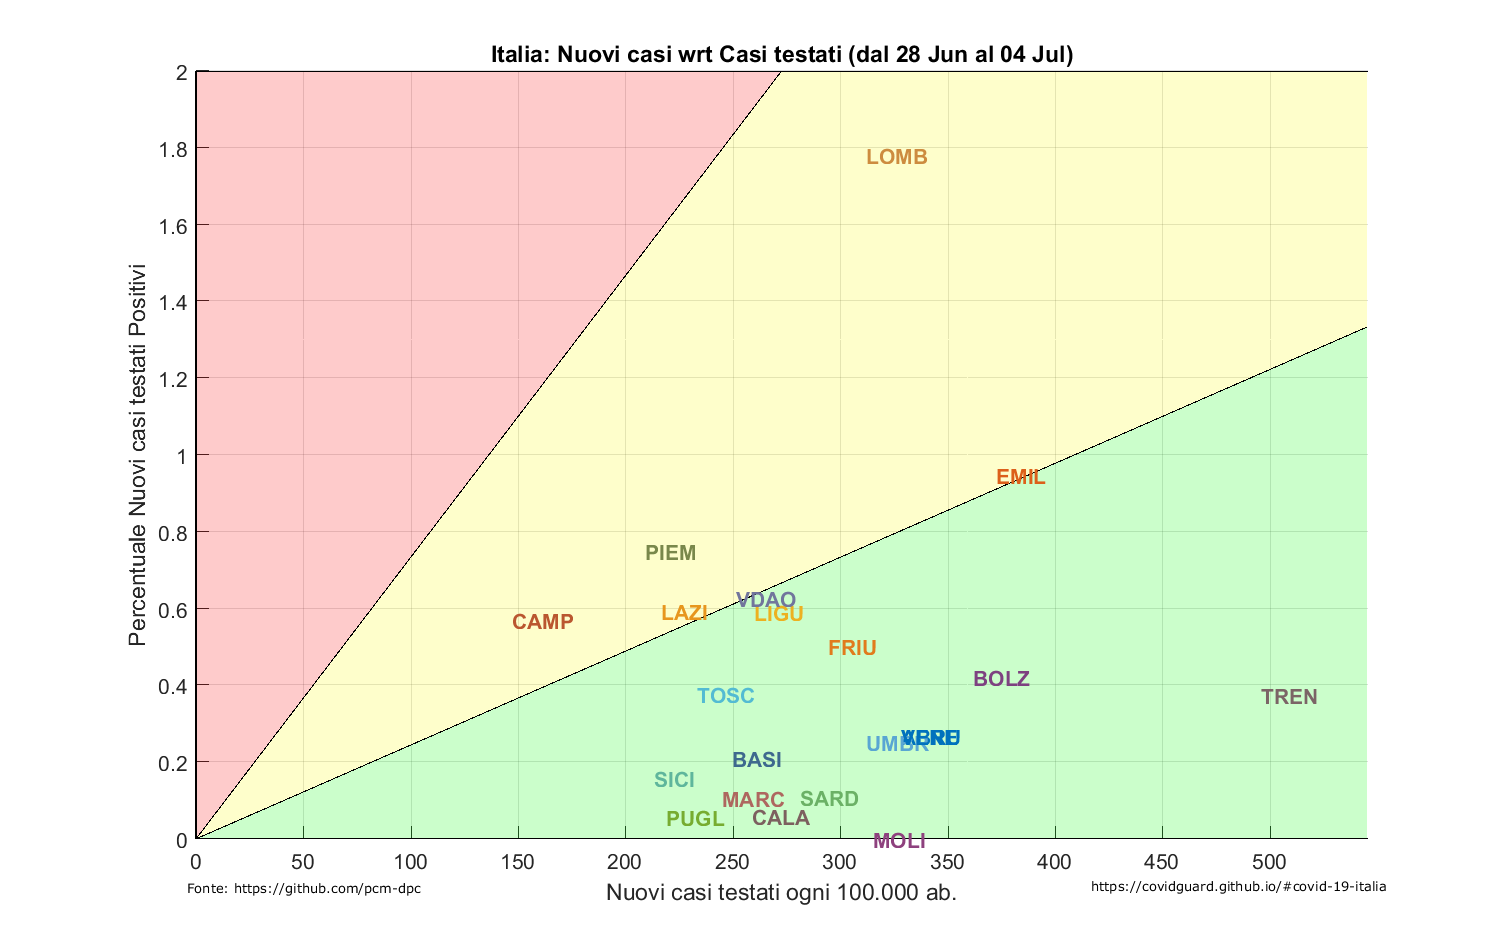 Italia: Nuovi casi wrt Casi testati (dal 28 Jun al 04 Jul)
Percentuale Nuovi casi testati Positivi
2
1.8
1.6
1.4
1.2
1
0.8
0.6
0.4
0.2
0
LOMB
EMIL
PIEM
VDAO
LAZI
LIGU
CAMP
FRIU
BOLZ
TOSC
TREN
ABRU
UMBR
BASI
SICI
MARC
SARD
PUGL
CALA
MOLI
0 50 100 150 200 250 300 350 400 450 500
Nuovi casi testati ogni 100.000 ab.
Fonte: https://github.com/pcm-dpc
https://covidguard.github.io/#covid-19-italia